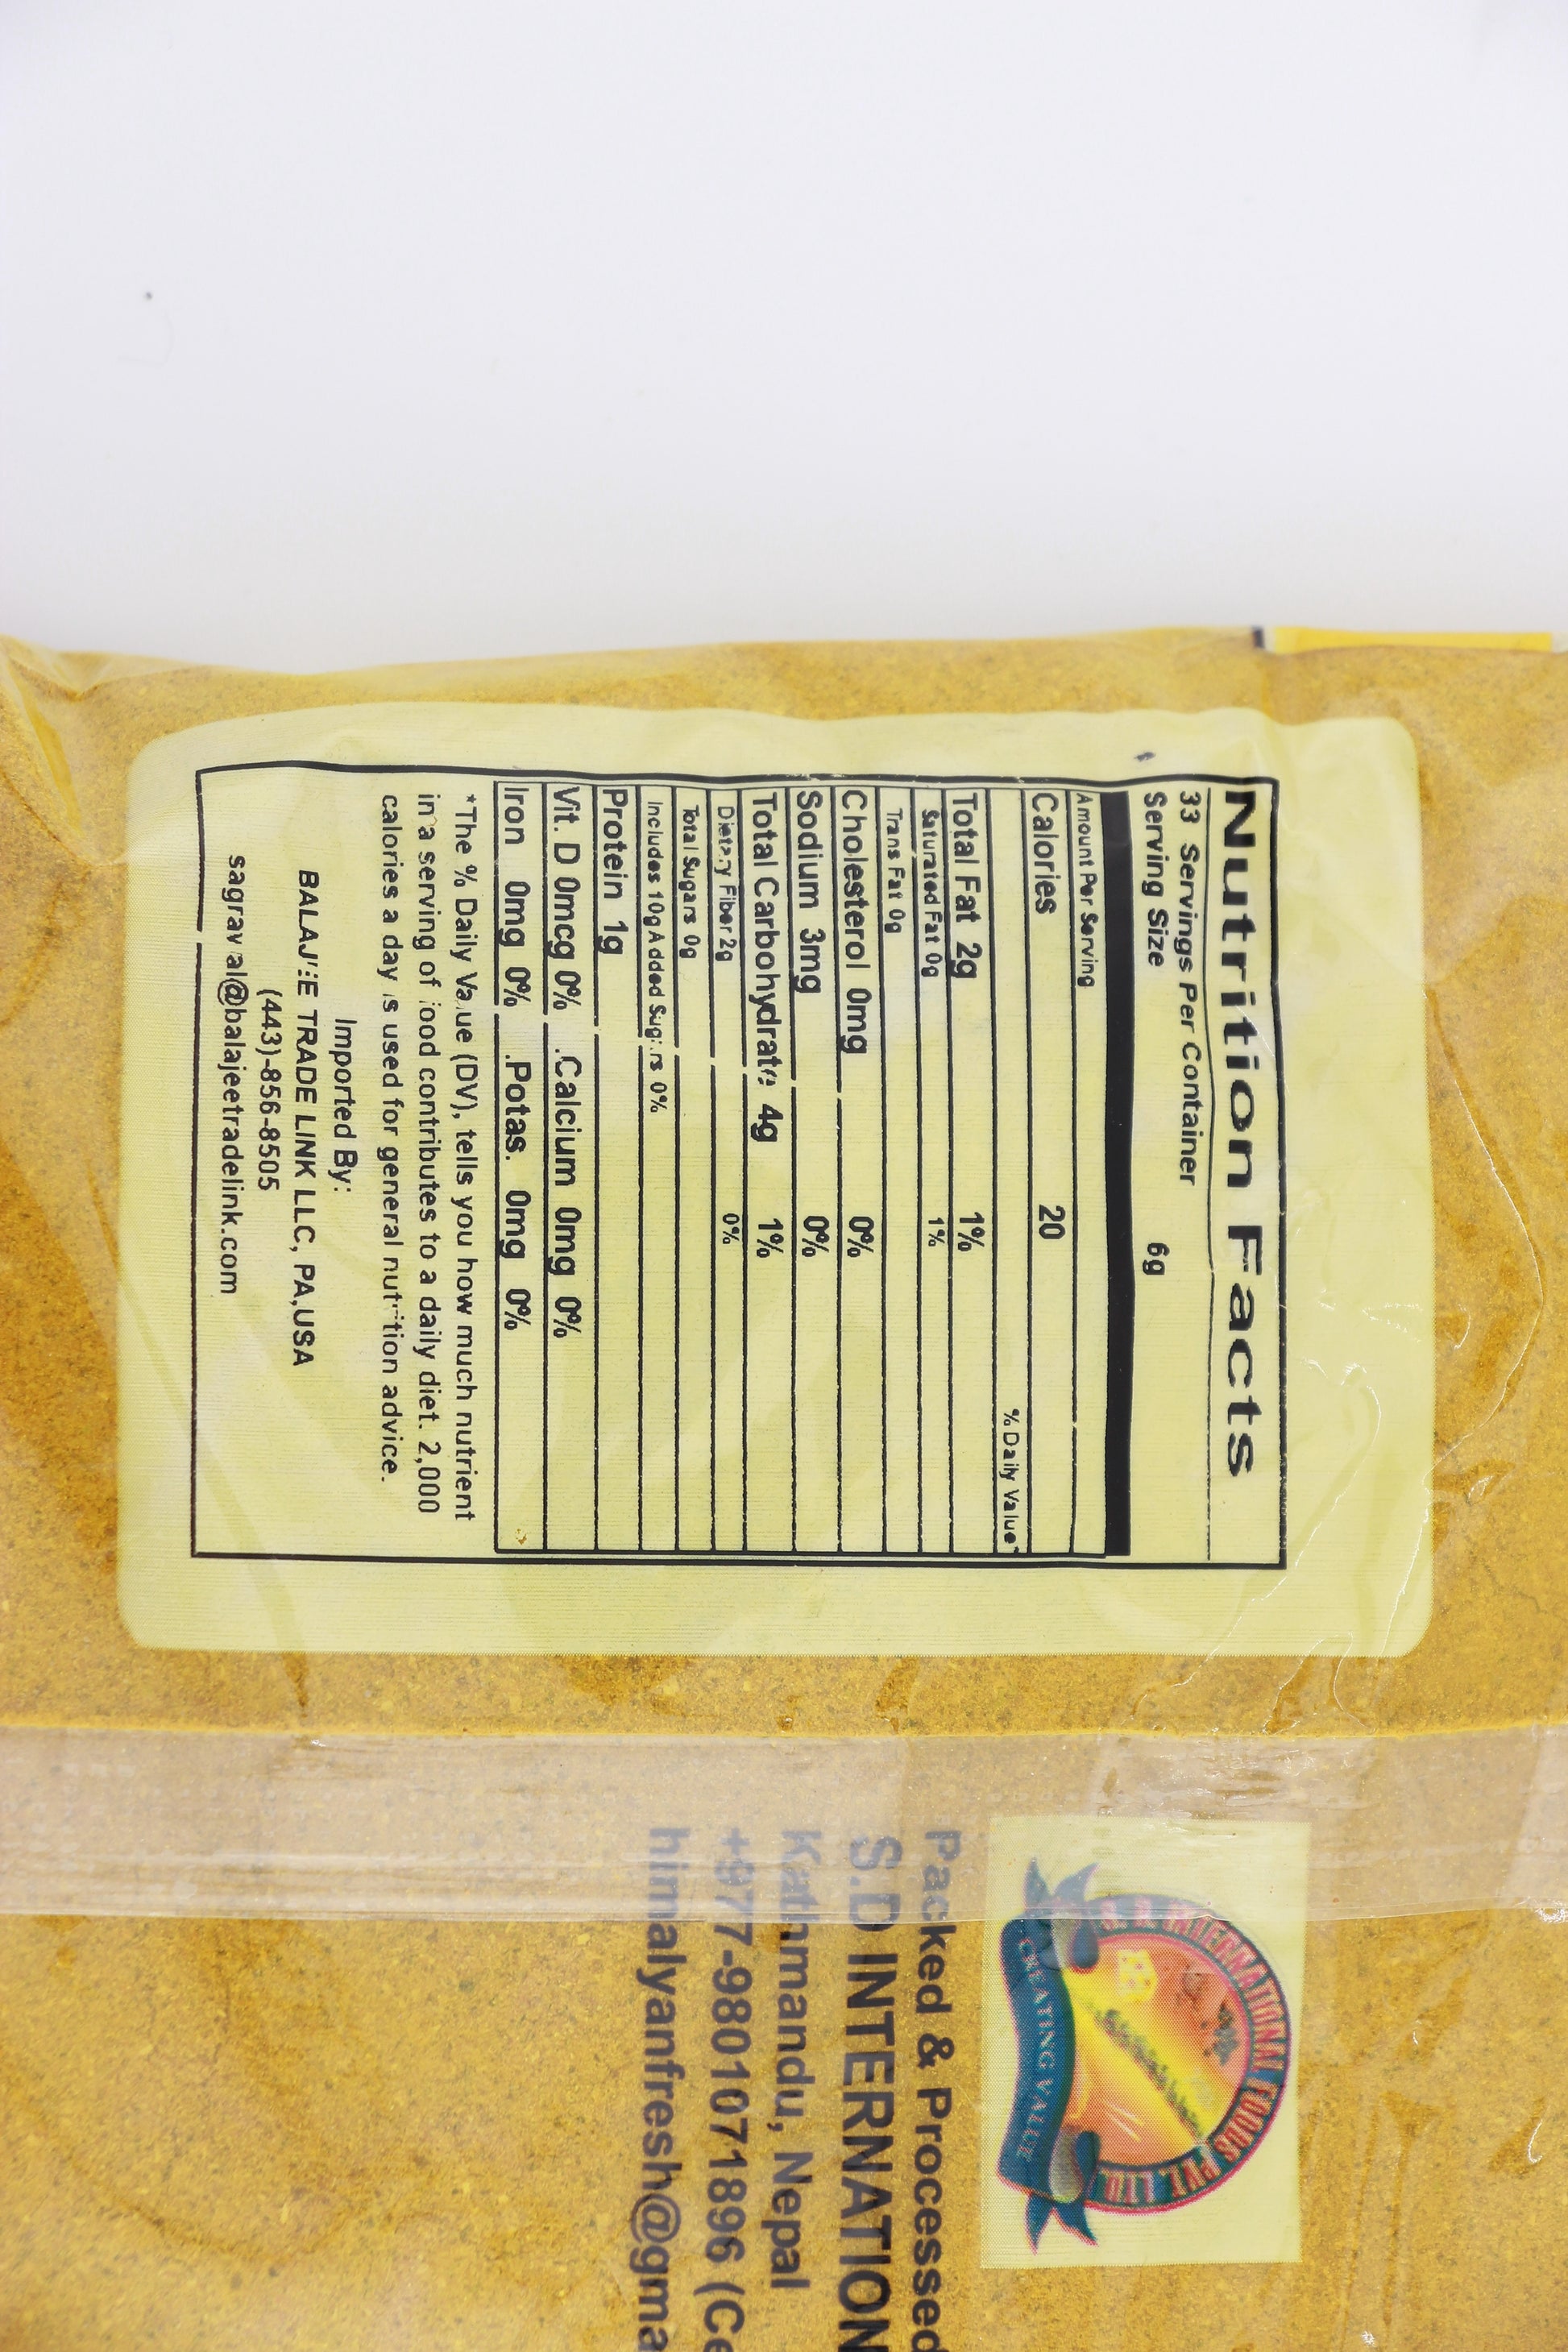 Nutrition Facts
33 Servings Per Container
Serving Size 6g
Amount Per Serving
Calories 20
% Daily Value*
Total Fat 2g 1%
Saturated Fat 0g 1%
Trans Fat 0g
Cholesterol 0mg 0%
Sodium 3mg 0%
Total Carbohydrate 4g 1%
Dietary Fiber 2g 0%
Total Sugars 0g
Includes 10g Added Sugars 0%
Protein 1g
Vit. D 0mcg 0% .Calcium 0mg 0%
Iron 0mg 0% .Potas. 0mg 0%
*The % Daily Value (DV), tells you how much nutrient
in a serving of food contributes to a daily diet. 2,000
calories a day is used for general nutrition advice.
Imported By:
BALAJEE TRADE LINK LLC, PA,USA
(443)-856-8505
@balajeetradelink.com
INTERNATIONAL FOODS PVT. LTD.
CREATING VALUE
Packed & Processed
S.D INTERNATION
Kathmandu, Nepal
+977-9801071896 (Ce
himalyanfresh@gma